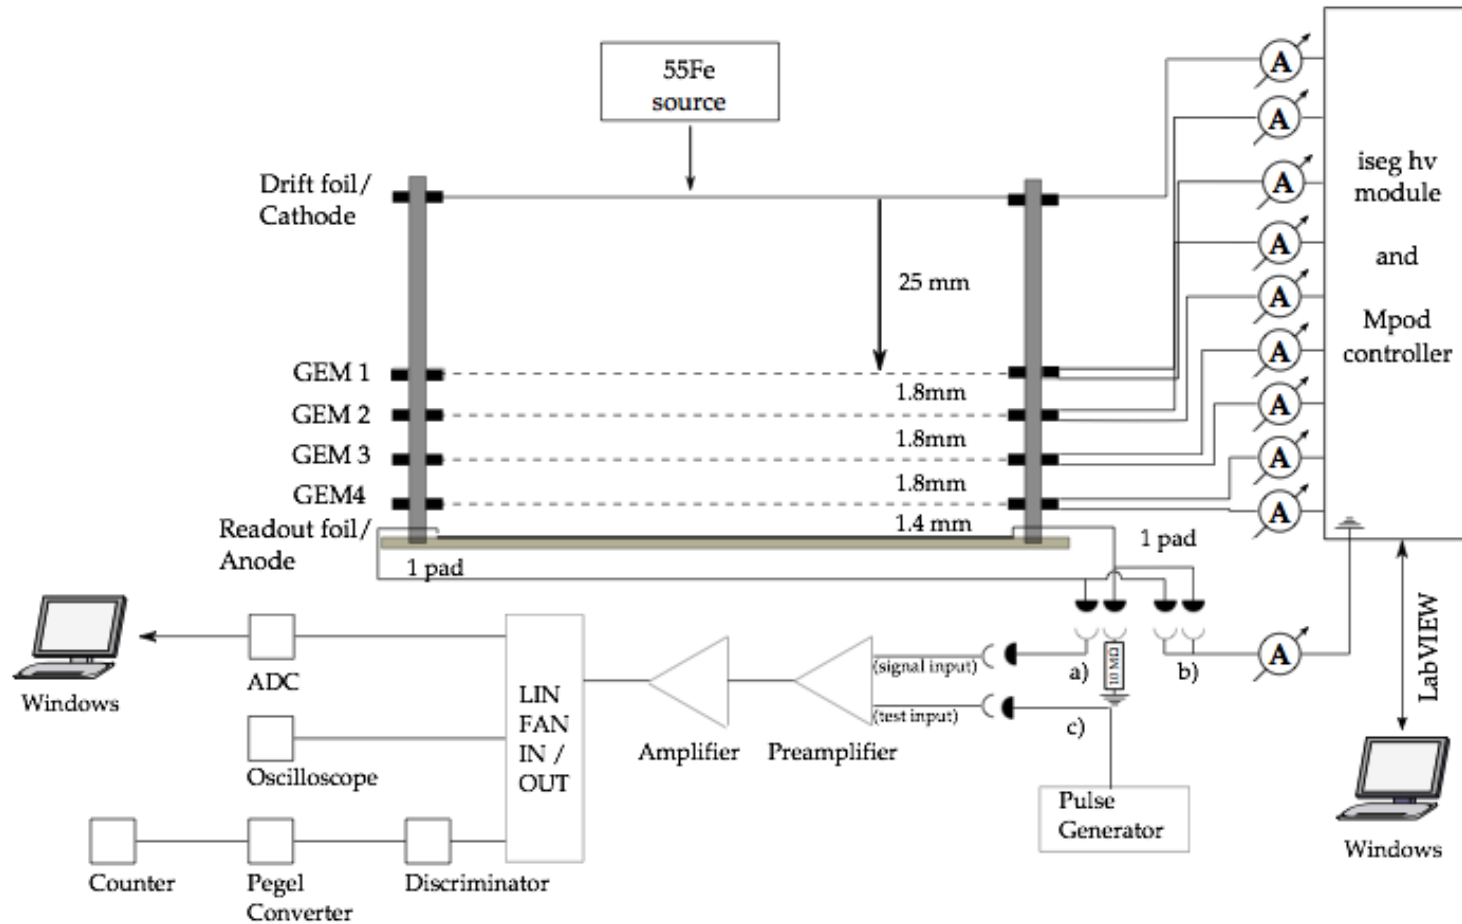 55Fe
source
Drift foil/
Cathode
25 mm
GEM 1
1.8mm
GEM 2
1.8mm
GEM 3
1.8mm
GEM4
1.4 mm
Readout foil/
Anode
1 pad
1 pad
A
A
A
A
A
A
A
A
A
iseg hv
module
and
Mpod
controller
LabVIEW
Windows
A
a)
10 MΩ
b)
c)
(signal input)
(test input)
Preamplifier
Amplifier
Pulse
Generator
LIN
FAN
IN /
OUT
ADC
Windows
Oscilloscope
Counter
Pegel
Converter
Discriminator